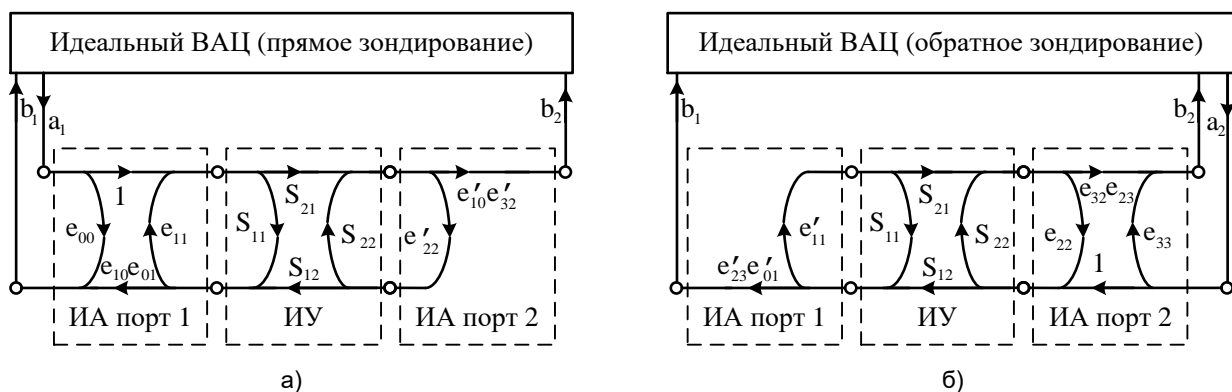 Идеальный ВАЦ (прямое зондирование)
b₁
a₁
b₂
1
e₀₀
e₁₁
e₁₀e₀₁
S₂₁
S₁₁
S₂₂
S₁₂
e′₁₀e′₃₂
e′₂₂
ИА порт 1
ИУ
ИА порт 2
а)
Идеальный ВАЦ (обратное зондирование)
b₁
b₂
a₂
e′₁₁
e′₂₃e′₀₁
S₂₁
S₁₁
S₂₂
S₁₂
e₃₂e₂₃
e₂₂
e₃₃
1
ИА порт 1
ИУ
ИА порт 2
б)